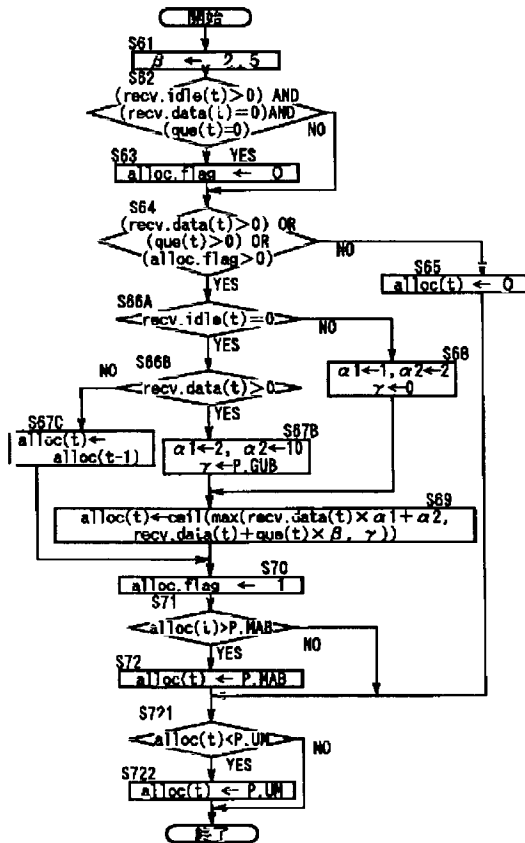 開始
S61
β ← 2.5
S62
(recv.idle(t)>0) AND
(recv.data(t)=0)AND
(que(t)=0)
NO
YES
S63
alloc.flag ← 0
S64
(recv.data(t)>0) OR
(que(t)>0) OR
(alloc.flag>0)
NO
YES
S65
alloc(t) ← 0
S66A
recv.idle(t)=0
NO
YES
S66B
NO
recv.data(t)>0
YES
S68
α1←1, α2←2
γ←0
S67C
alloc(t)←
alloc(t-1)
S67B
α1←2, α2←10
γ←P.GUB
S69
alloc(t)←ceil(max(recv.data(t)×α1+α2,
recv.data(t)+que(t)×β, γ))
S70
alloc.flag ← 1
S71
alloc(t)>P.MAB
NO
YES
S72
alloc(t) ← P.MAB
S721
alloc(t)<P.UM
NO
YES
S722
alloc(t) ← P.UM
完了